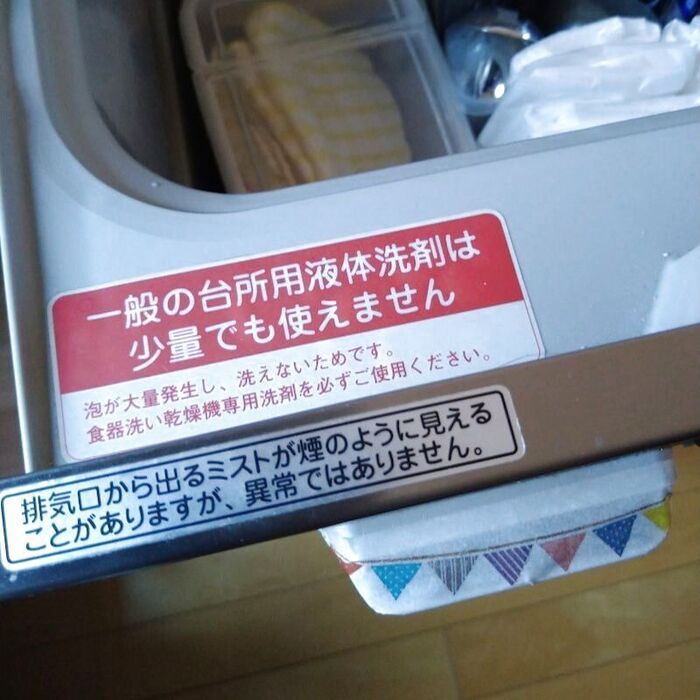 一般の台所用液体洗剤は
少量でも使えません
泡が大量発生し、洗えないためです。
食器洗い乾燥機専用洗剤を必ずご使用ください。
排気口から出るミストが煙のように見える
ことがありますが、異常ではありません。